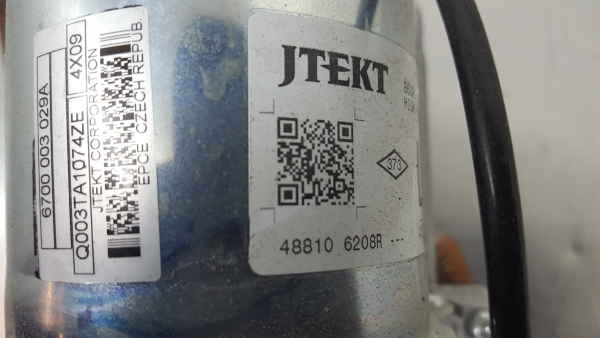 6700 003 029A
Q003TA1074ZE 4X09
JTEKT CORPORATION
EPCE CZECH REPUB.
JTEKT
373
48810 6208R ---